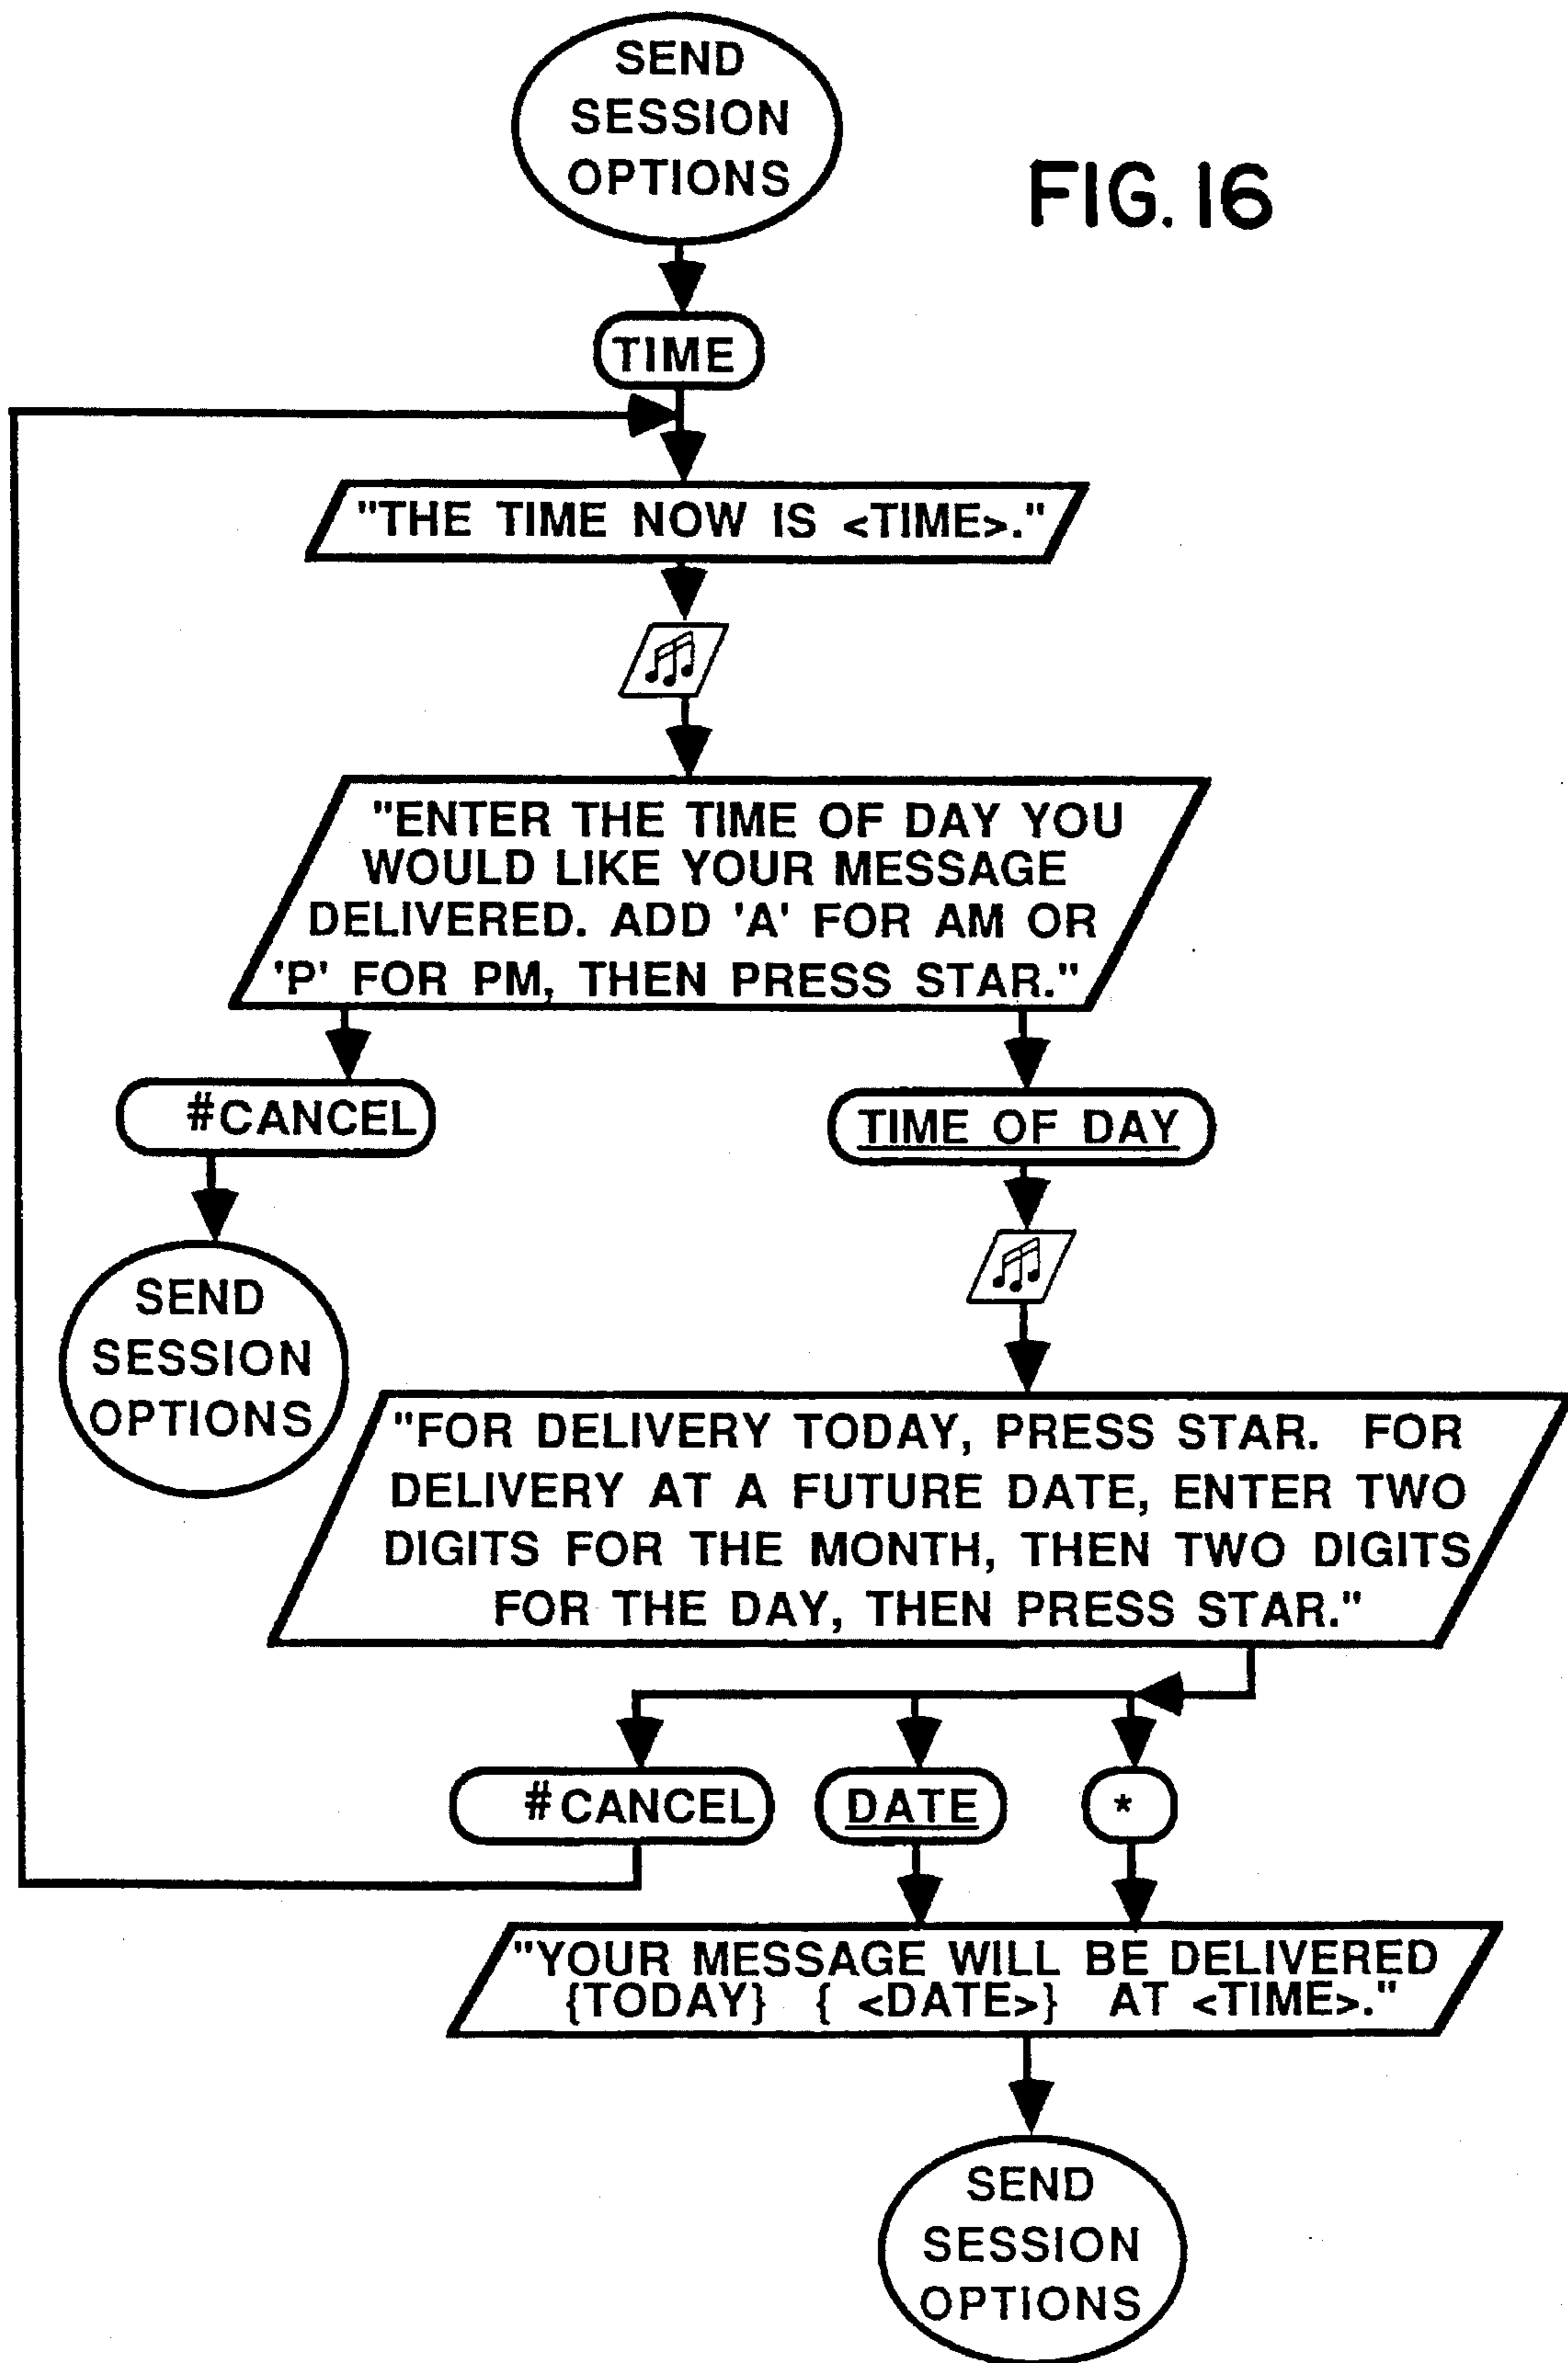 SEND
SESSION
OPTIONS
FIG. 16
TIME
"THE TIME NOW IS <TIME>."
"ENTER THE TIME OF DAY YOU
WOULD LIKE YOUR MESSAGE
DELIVERED. ADD 'A' FOR AM OR
'P' FOR PM, THEN PRESS STAR."
#CANCEL
TIME OF DAY
SEND
SESSION
OPTIONS
"FOR DELIVERY TODAY, PRESS STAR. FOR
DELIVERY AT A FUTURE DATE, ENTER TWO
DIGITS FOR THE MONTH, THEN TWO DIGITS
FOR THE DAY, THEN PRESS STAR."
#CANCEL
DATE
*
"YOUR MESSAGE WILL BE DELIVERED
{TODAY} { <DATE>} AT <TIME>."
SEND
SESSION
OPTIONS